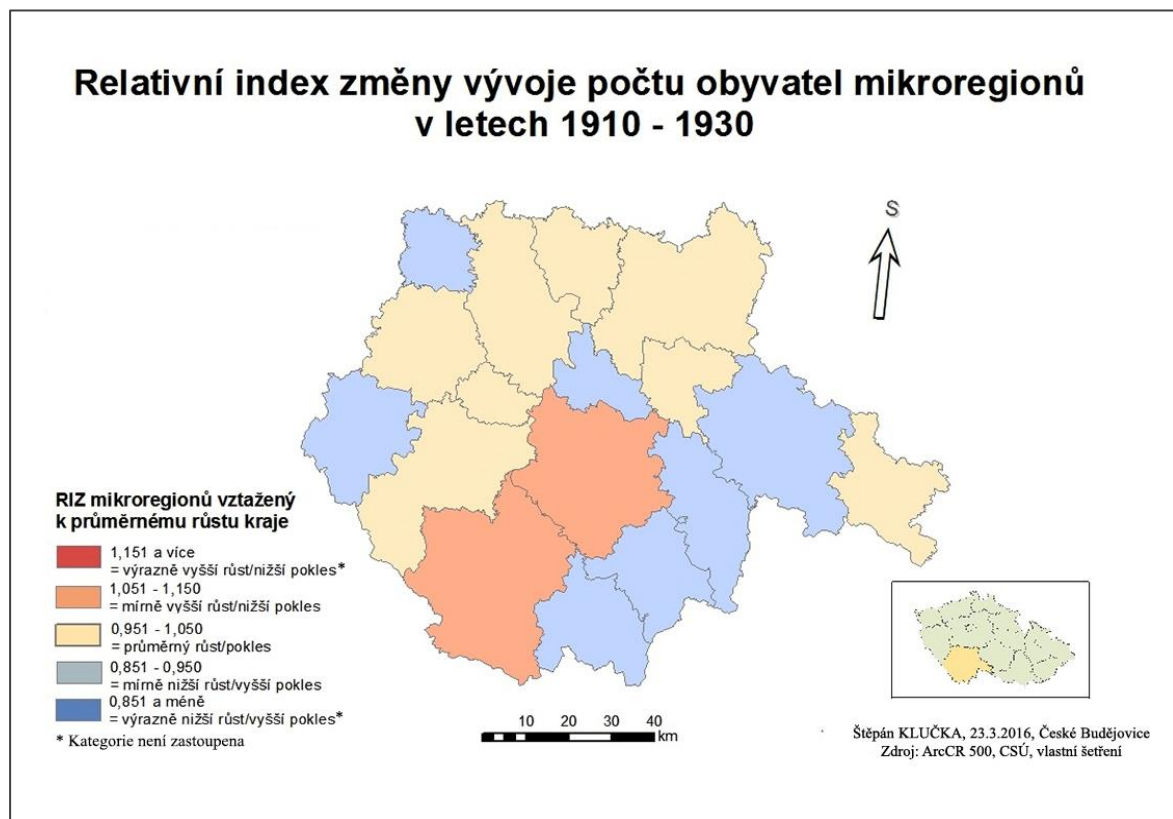 Relativní index změny vývoje počtu obyvatel mikroregionů
v letech 1910 - 1930
S
RIZ mikroregionů vztažený
k průměrnému růstu kraje
1,151 a více
= výrazně vyšší růst/nižší pokles*
1,051 - 1,150
= mírně vyšší růst/nižší pokles
0,951 - 1,050
= průměrný růst/pokles
0,851 - 0,950
= mírně nižší růst/vyšší pokles
0,851 a méně
= výrazně nižší růst/vyšší pokles*
* Kategorie není zastoupena
10 20 30 40
km
Štěpán KLUČKA, 23.3.2016, České Budějovice
Zdroj: ArcCR 500, CSÚ, vlastní šetření